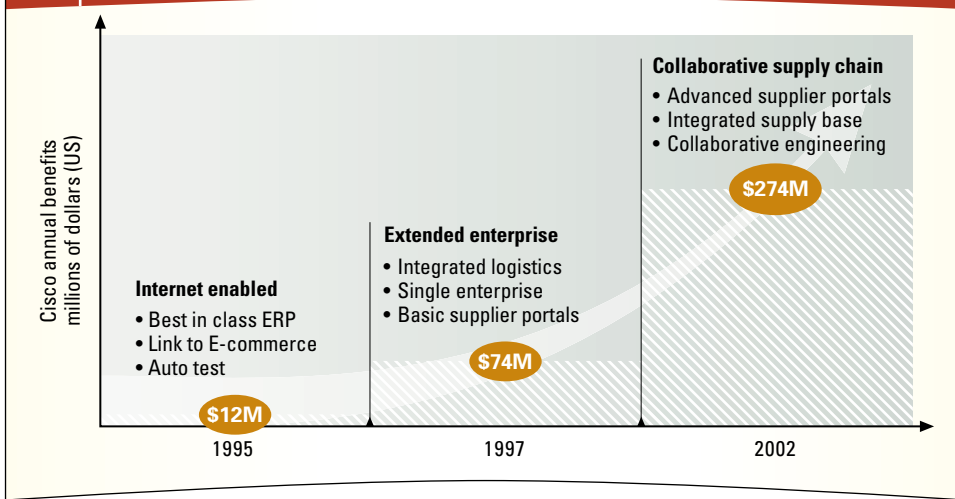 Cisco annual benefits
millions of dollars (US)
Internet enabled
• Best in class ERP
• Link to E-commerce
• Auto test
$12M
1995
Extended enterprise
• Integrated logistics
• Single enterprise
• Basic supplier portals
$74M
1997
Collaborative supply chain
• Advanced supplier portals
• Integrated supply base
• Collaborative engineering
$274M
2002